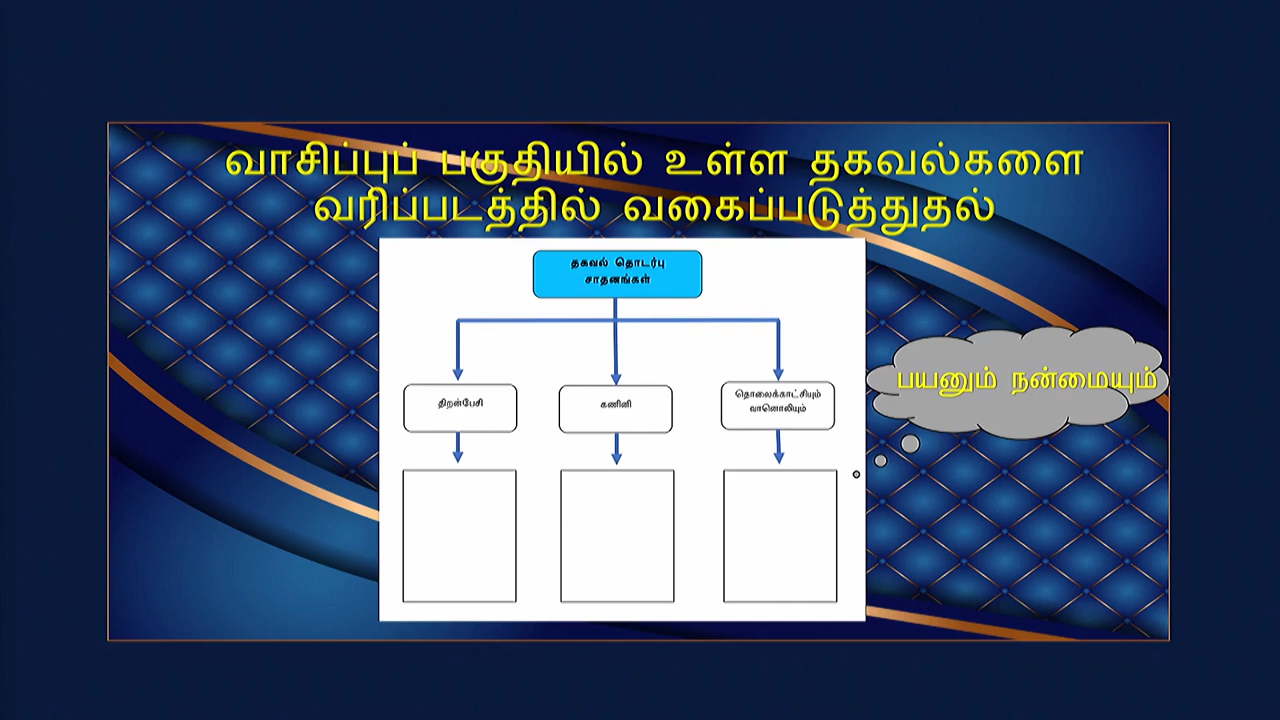 வாசிப்புப் பகுதியில் உள்ள தகவல்களை
வரிப்படத்தில் வகைப்படுத்துதல்
தகவல் தொடர்பு
சாதனங்கள்
திறன்பேசி
கணினி
தொலைக்காட்சியும்
வானொலியும்
பயனும் நன்மையும்